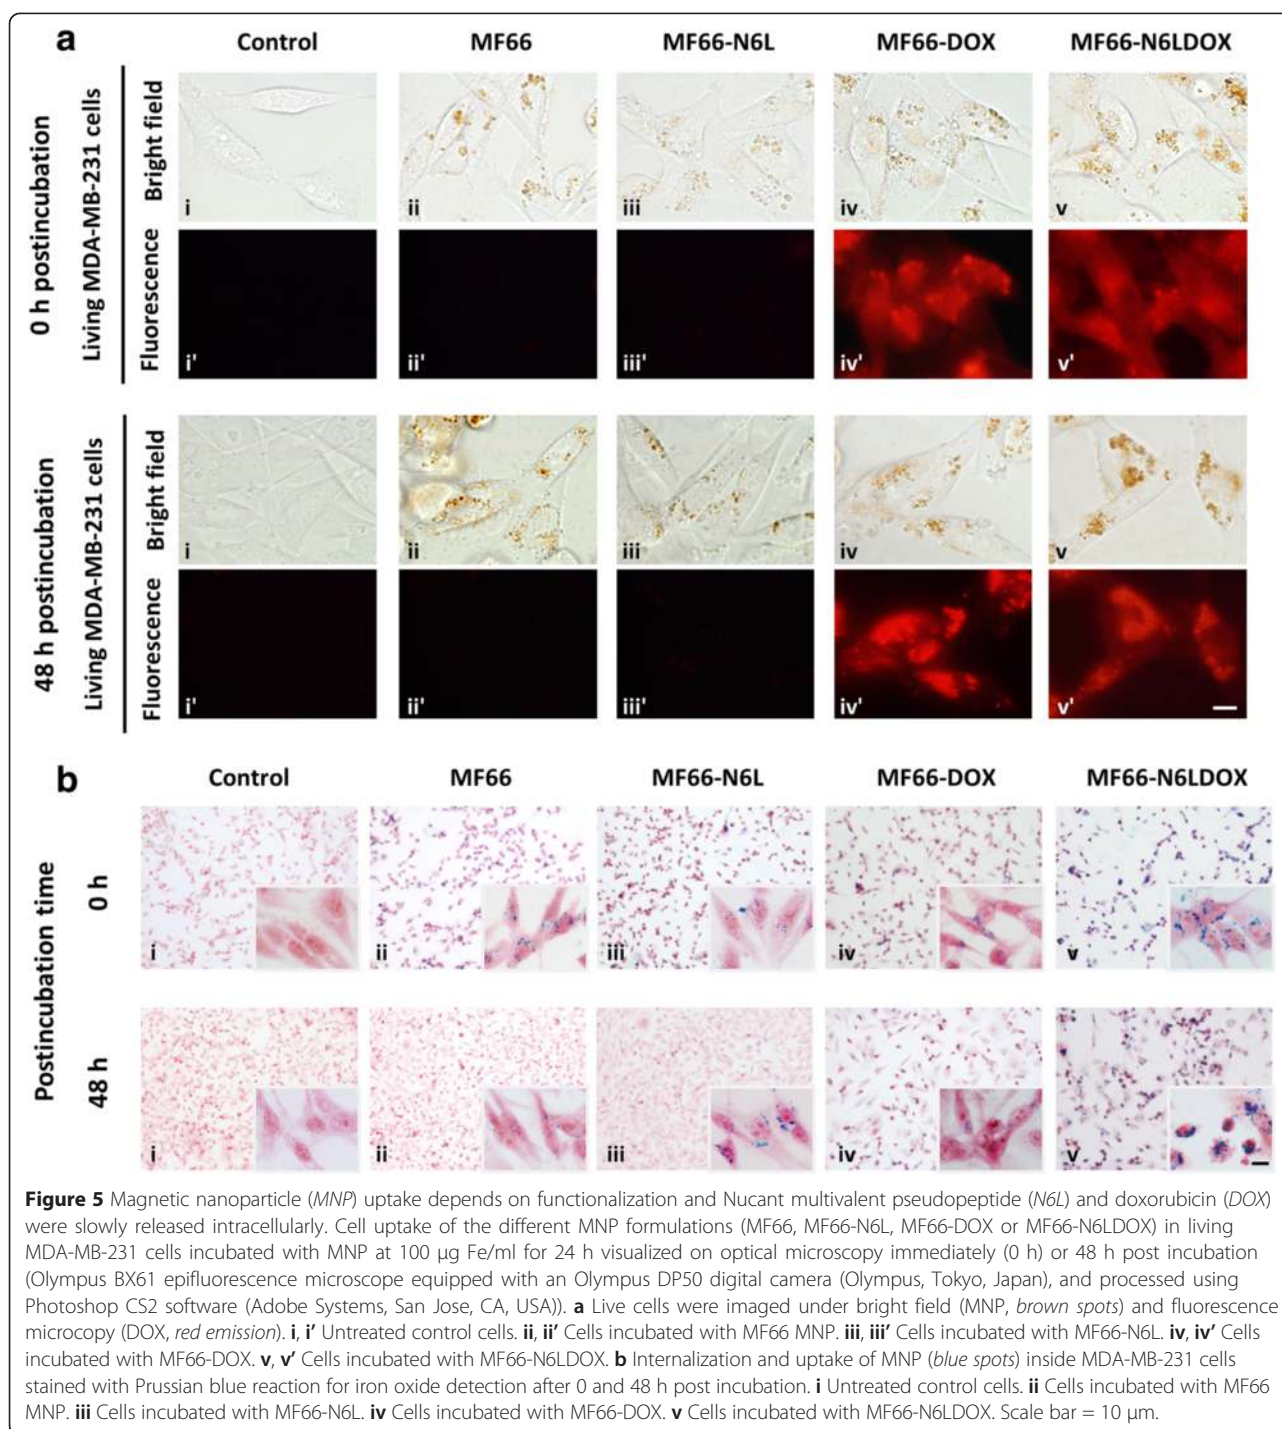 a
Control MF66 MF66-N6L MF66-DOX MF66-N6LDOX
0 h postincubation
Living MDA-MB-231 cells
Bright field
i ii iii iv v
Fluorescence
i' ii' iii' iv' v'
48 h postincubation
Living MDA-MB-231 cells
Bright field
i ii iii iv v
Fluorescence
i' ii' iii' iv' v'
b
Control MF66 MF66-N6L MF66-DOX MF66-N6LDOX
Postincubation time
0 h
i ii iii iv v
48 h
i ii iii iv v
Figure 5 Magnetic nanoparticle (MNP) uptake depends on functionalization and Nucant multivalent pseudopeptide (N6L) and doxorubicin (DOX)
were slowly released intracellularly. Cell uptake of the different MNP formulations (MF66, MF66-N6L, MF66-DOX or MF66-N6LDOX) in living
MDA-MB-231 cells incubated with MNP at 100 μg Fe/ml for 24 h visualized on optical microscopy immediately (0 h) or 48 h post incubation
(Olympus BX61 epifluorescence microscope equipped with an Olympus DP50 digital camera (Olympus, Tokyo, Japan), and processed using
Photoshop CS2 software (Adobe Systems, San Jose, CA, USA)). a Live cells were imaged under bright field (MNP, brown spots) and fluorescence
microcopy (DOX, red emission). i, i′ Untreated control cells. ii, ii′ Cells incubated with MF66 MNP. iii, iii′ Cells incubated with MF66-N6L. iv, iv′ Cells
incubated with MF66-DOX. v, v′ Cells incubated with MF66-N6LDOX. b Internalization and uptake of MNP (blue spots) inside MDA-MB-231 cells
stained with Prussian blue reaction for iron oxide detection after 0 and 48 h post incubation. i Untreated control cells. ii Cells incubated with MF66
MNP. iii Cells incubated with MF66-N6L. iv Cells incubated with MF66-DOX. v Cells incubated with MF66-N6LDOX. Scale bar = 10 μm.